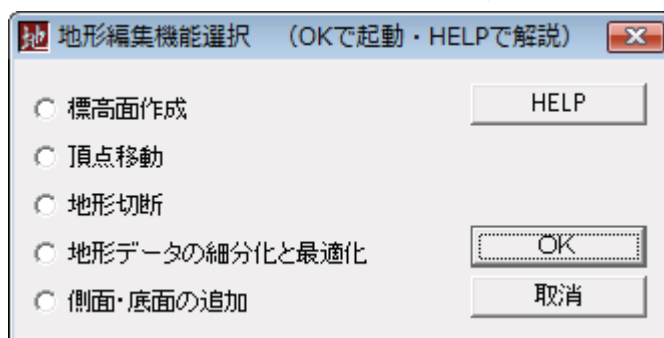 地 地形編集機能選択 （OKで起動・HELPで解説）
標高面作成
HELP
頂点移動
地形切断
地形データの細分化と最適化
OK
側面・底面の追加
取消